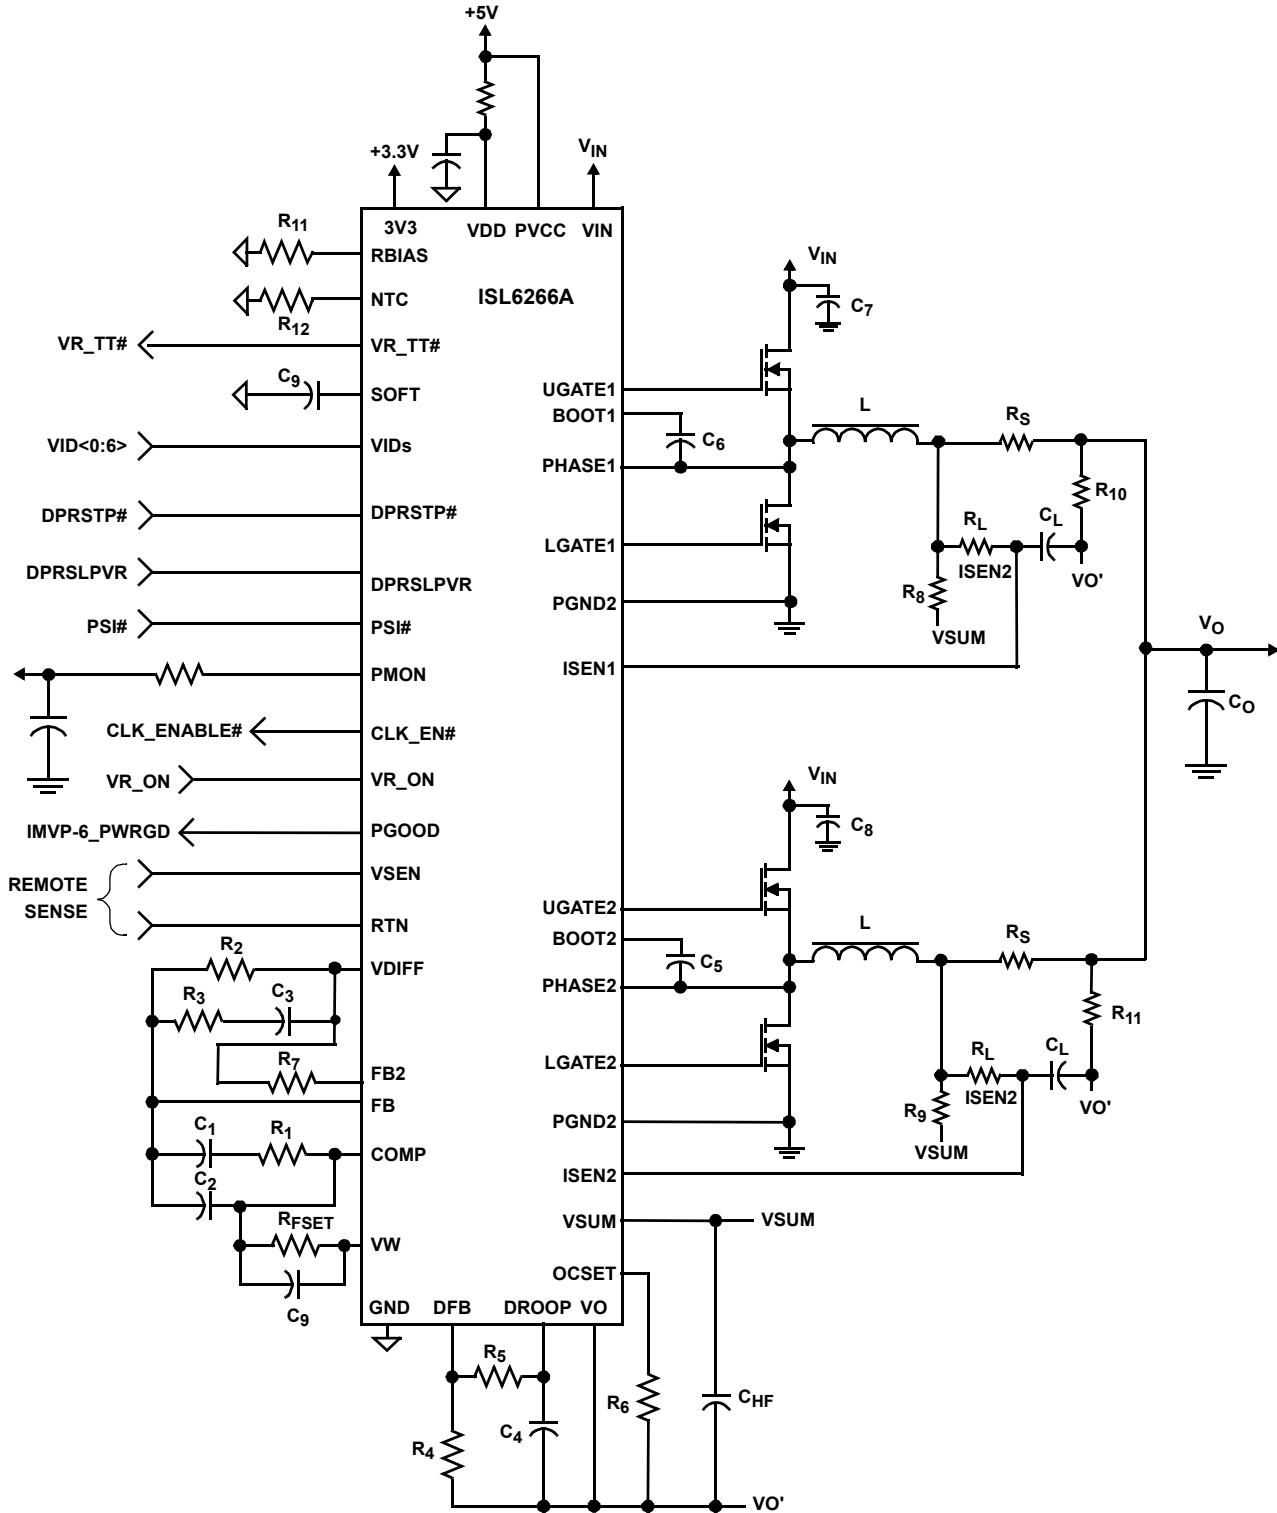 +5V
+3.3V
VIN
3V3
VDD
PVCC
VIN
ISL6266A
R11
RBIAS
NTC
R12
VR_TT#
VR_TT#
C9
SOFT
VID<0:6>
VIDs
DPRSTP#
DPRSTP#
DPRSLPVR
DPRSLPVR
PSI#
PSI#
PMON
CLK_ENABLE#
CLK_EN#
VR_ON
VR_ON
IMVP-6_PWRGD
PGOOD
REMOTE
SENSE
VSEN
RTN
R2
VDIFF
R3
C3
R7
FB2
FB
C1
R1
COMP
C2
RFSET
VW
C9
GND
DFB
DROOP
VO
R5
R4
C4
R6
CHF
VO'
UGATE1
BOOT1
PHASE1
LGATE1
PGND2
ISEN1
VIN
C7
C6
L
RS
R10
RL
CL
ISEN2
VO'
R8
VSUM
VO
CO
UGATE2
BOOT2
PHASE2
LGATE2
PGND2
ISEN2
VIN
C8
C5
L
RS
R11
RL
CL
ISEN2
VO'
R9
VSUM
VSUM
VSUM
OCSET